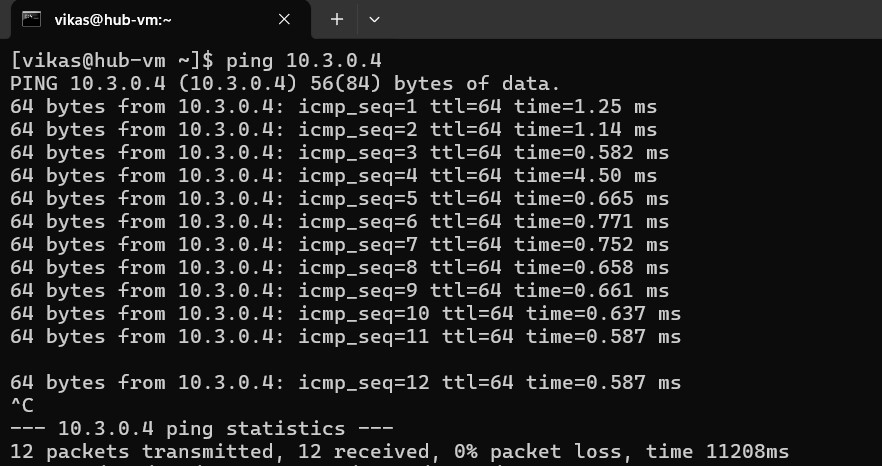 vikas@hub-vm:~
[vikas@hub-vm ~]$ ping 10.3.0.4
PING 10.3.0.4 (10.3.0.4) 56(84) bytes of data.
64 bytes from 10.3.0.4: icmp_seq=1 ttl=64 time=1.25 ms
64 bytes from 10.3.0.4: icmp_seq=2 ttl=64 time=1.14 ms
64 bytes from 10.3.0.4: icmp_seq=3 ttl=64 time=0.582 ms
64 bytes from 10.3.0.4: icmp_seq=4 ttl=64 time=4.50 ms
64 bytes from 10.3.0.4: icmp_seq=5 ttl=64 time=0.665 ms
64 bytes from 10.3.0.4: icmp_seq=6 ttl=64 time=0.771 ms
64 bytes from 10.3.0.4: icmp_seq=7 ttl=64 time=0.752 ms
64 bytes from 10.3.0.4: icmp_seq=8 ttl=64 time=0.658 ms
64 bytes from 10.3.0.4: icmp_seq=9 ttl=64 time=0.661 ms
64 bytes from 10.3.0.4: icmp_seq=10 ttl=64 time=0.637 ms
64 bytes from 10.3.0.4: icmp_seq=11 ttl=64 time=0.587 ms
64 bytes from 10.3.0.4: icmp_seq=12 ttl=64 time=0.587 ms
^C
--- 10.3.0.4 ping statistics ---
12 packets transmitted, 12 received, 0% packet loss, time 11208ms